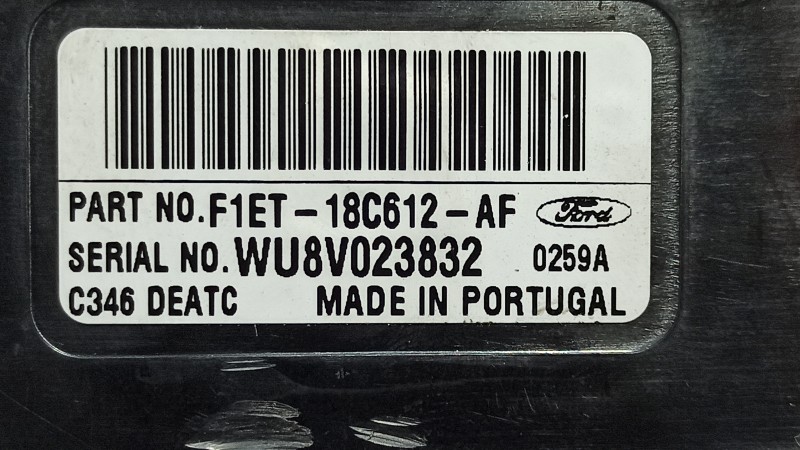 PART NO. F1ET-18C612-AF Ford
SERIAL NO. WU8V023832 0259A
C346 DEATC MADE IN PORTUGAL